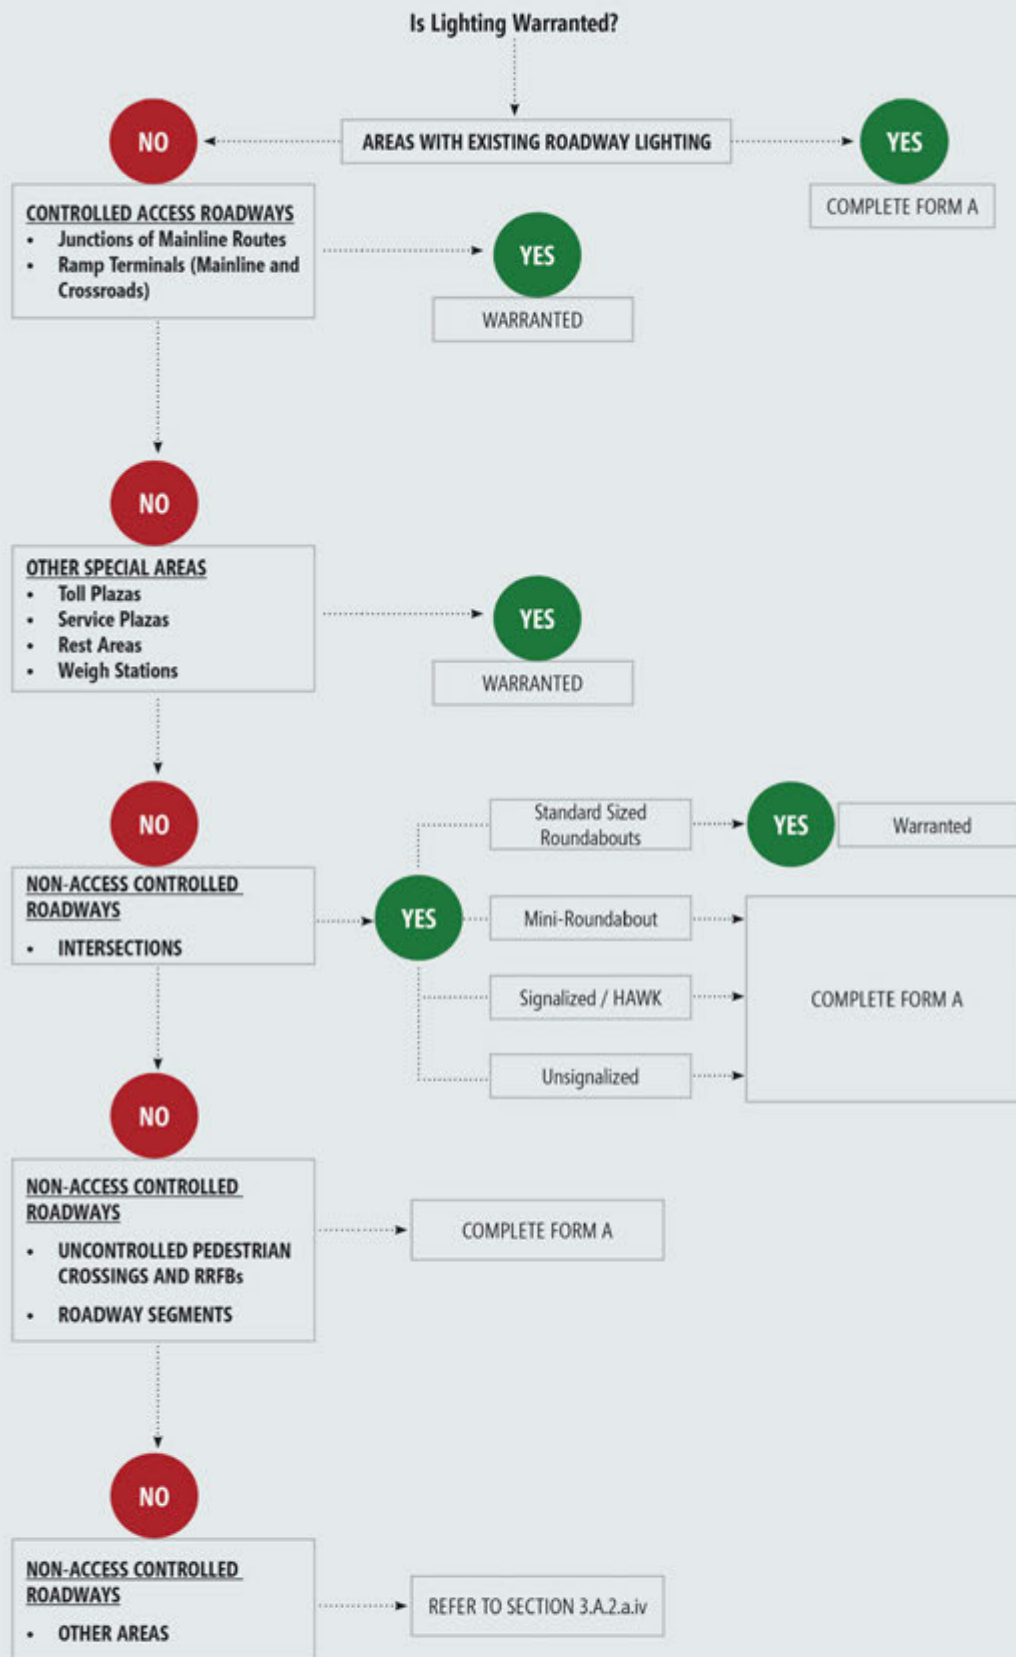 Is Lighting Warranted?
NO
AREAS WITH EXISTING ROADWAY LIGHTING
YES
COMPLETE FORM A
CONTROLLED ACCESS ROADWAYS
• Junctions of Mainline Routes
• Ramp Terminals (Mainline and
Crossroads)
YES
WARRANTED
NO
OTHER SPECIAL AREAS
• Toll Plazas
• Service Plazas
• Rest Areas
• Weigh Stations
YES
WARRANTED
NO
NON-ACCESS CONTROLLED
ROADWAYS
• INTERSECTIONS
YES
Standard Sized
Roundabouts
YES
Warranted
Mini-Roundabout
Signalized / HAWK
Unsignalized
COMPLETE FORM A
NO
NON-ACCESS CONTROLLED
ROADWAYS
• UNCONTROLLED PEDESTRIAN
CROSSINGS AND RRFBs
• ROADWAY SEGMENTS
COMPLETE FORM A
NO
NON-ACCESS CONTROLLED
ROADWAYS
• OTHER AREAS
REFER TO SECTION 3.A.2.a.iv